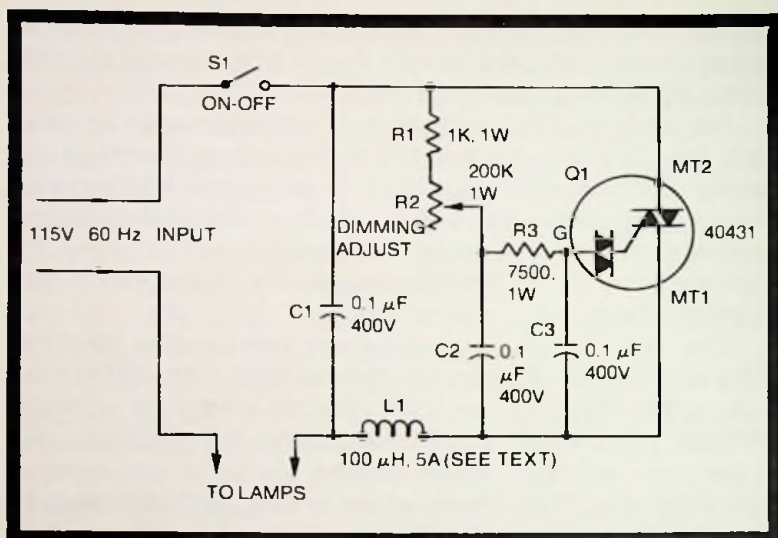 S1
ON-OFF
R1
1K, 1W
200K
1W
R2
DIMMING
ADJUST
Q1
MT2
40431
MT1
R3
G
7500,
1W
115V 60 Hz INPUT
C1
0.1 μF
400V
C2
0.1
μF
400V
C3
0.1 μF
400V
L1
100 μH, 5A (SEE TEXT)
TO LAMPS